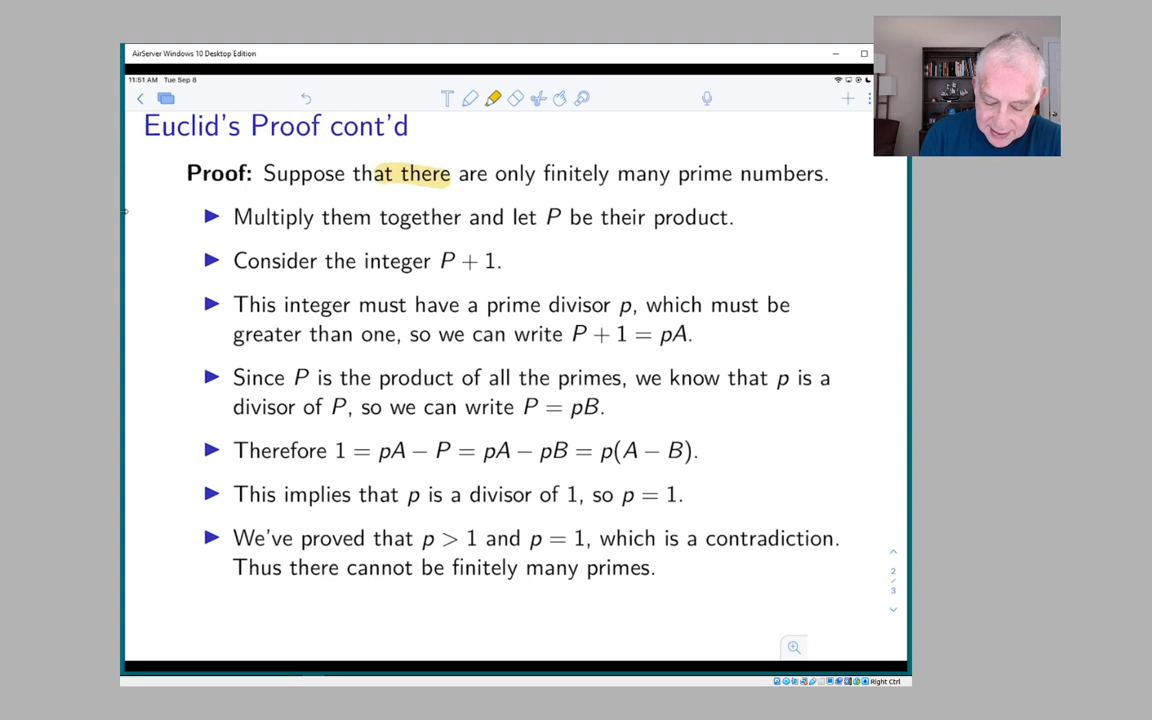 AirServer Windows 10 Desktop Edition
11:51 AM Tue Sep 8
Euclid's Proof cont'd
Proof: Suppose that there are only finitely many prime numbers.
Multiply them together and let P be their product.
Consider the integer P + 1.
This integer must have a prime divisor p, which must be
greater than one, so we can write P + 1 = pA.
Since P is the product of all the primes, we know that p is a
divisor of P, so we can write P = pB.
Therefore 1 = pA − P = pA − pB = p(A − B).
This implies that p is a divisor of 1, so p = 1.
We've proved that p > 1 and p = 1, which is a contradiction.
Thus there cannot be finitely many primes.
2
/
3
Right Ctrl